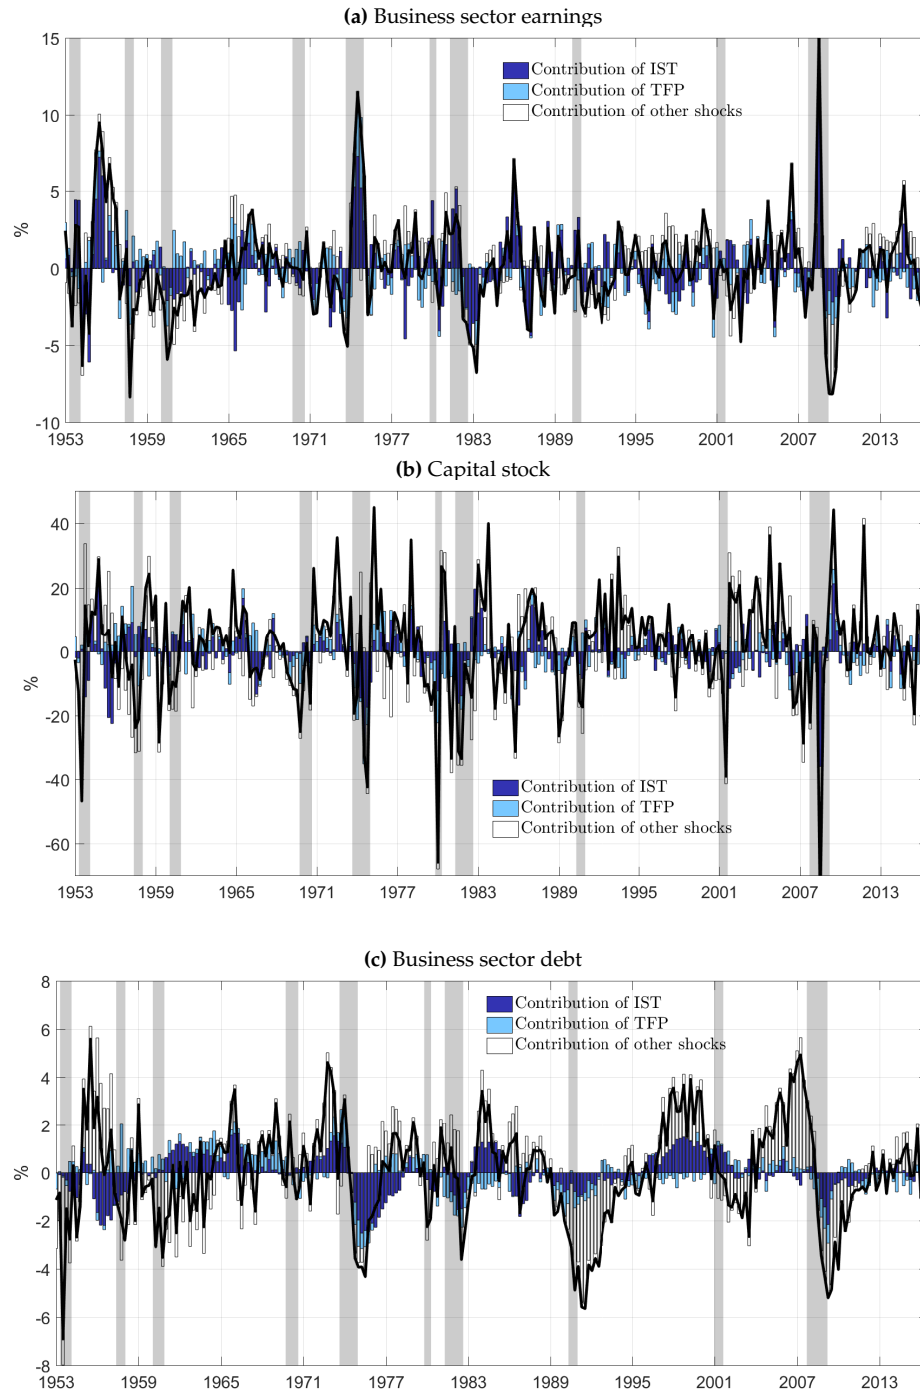 (a) Business sector earnings
15
10
5
0
-5
-10
%
Contribution of IST
Contribution of TFP
Contribution of other shocks
1953 1959 1965 1971 1977 1983 1989 1995 2001 2007 2013
(b) Capital stock
40
20
0
-20
-40
-60
%
Contribution of IST
Contribution of TFP
Contribution of other shocks
1953 1959 1965 1971 1977 1983 1989 1995 2001 2007 2013
(c) Business sector debt
8
6
4
2
0
-2
-4
-6
-8
%
Contribution of IST
Contribution of TFP
Contribution of other shocks
1953 1959 1965 1971 1977 1983 1989 1995 2001 2007 2013